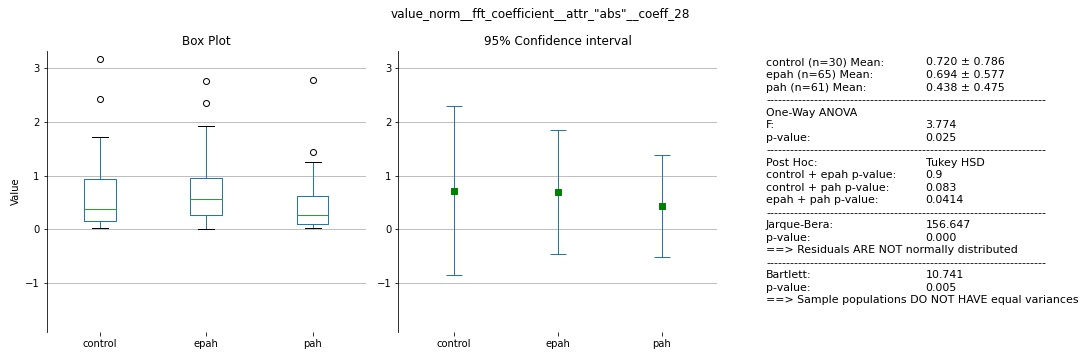 value_norm__fft_coefficient__attr_"abs"__coeff_28
Box Plot
3
2
1
0
−1
Value
control epah pah
95% Confidence interval
3
2
1
0
−1
control epah pah
control (n=30) Mean: 0.720 ± 0.786
epah (n=65) Mean: 0.694 ± 0.577
pah (n=61) Mean: 0.438 ± 0.475
One-Way ANOVA
F: 3.774
p-value: 0.025
Post Hoc: Tukey HSD
control + epah p-value: 0.9
control + pah p-value: 0.083
epah + pah p-value: 0.0414
Jarque-Bera: 156.647
p-value: 0.000
==> Residuals ARE NOT normally distributed
Bartlett: 10.741
p-value: 0.005
==> Sample populations DO NOT HAVE equal variances